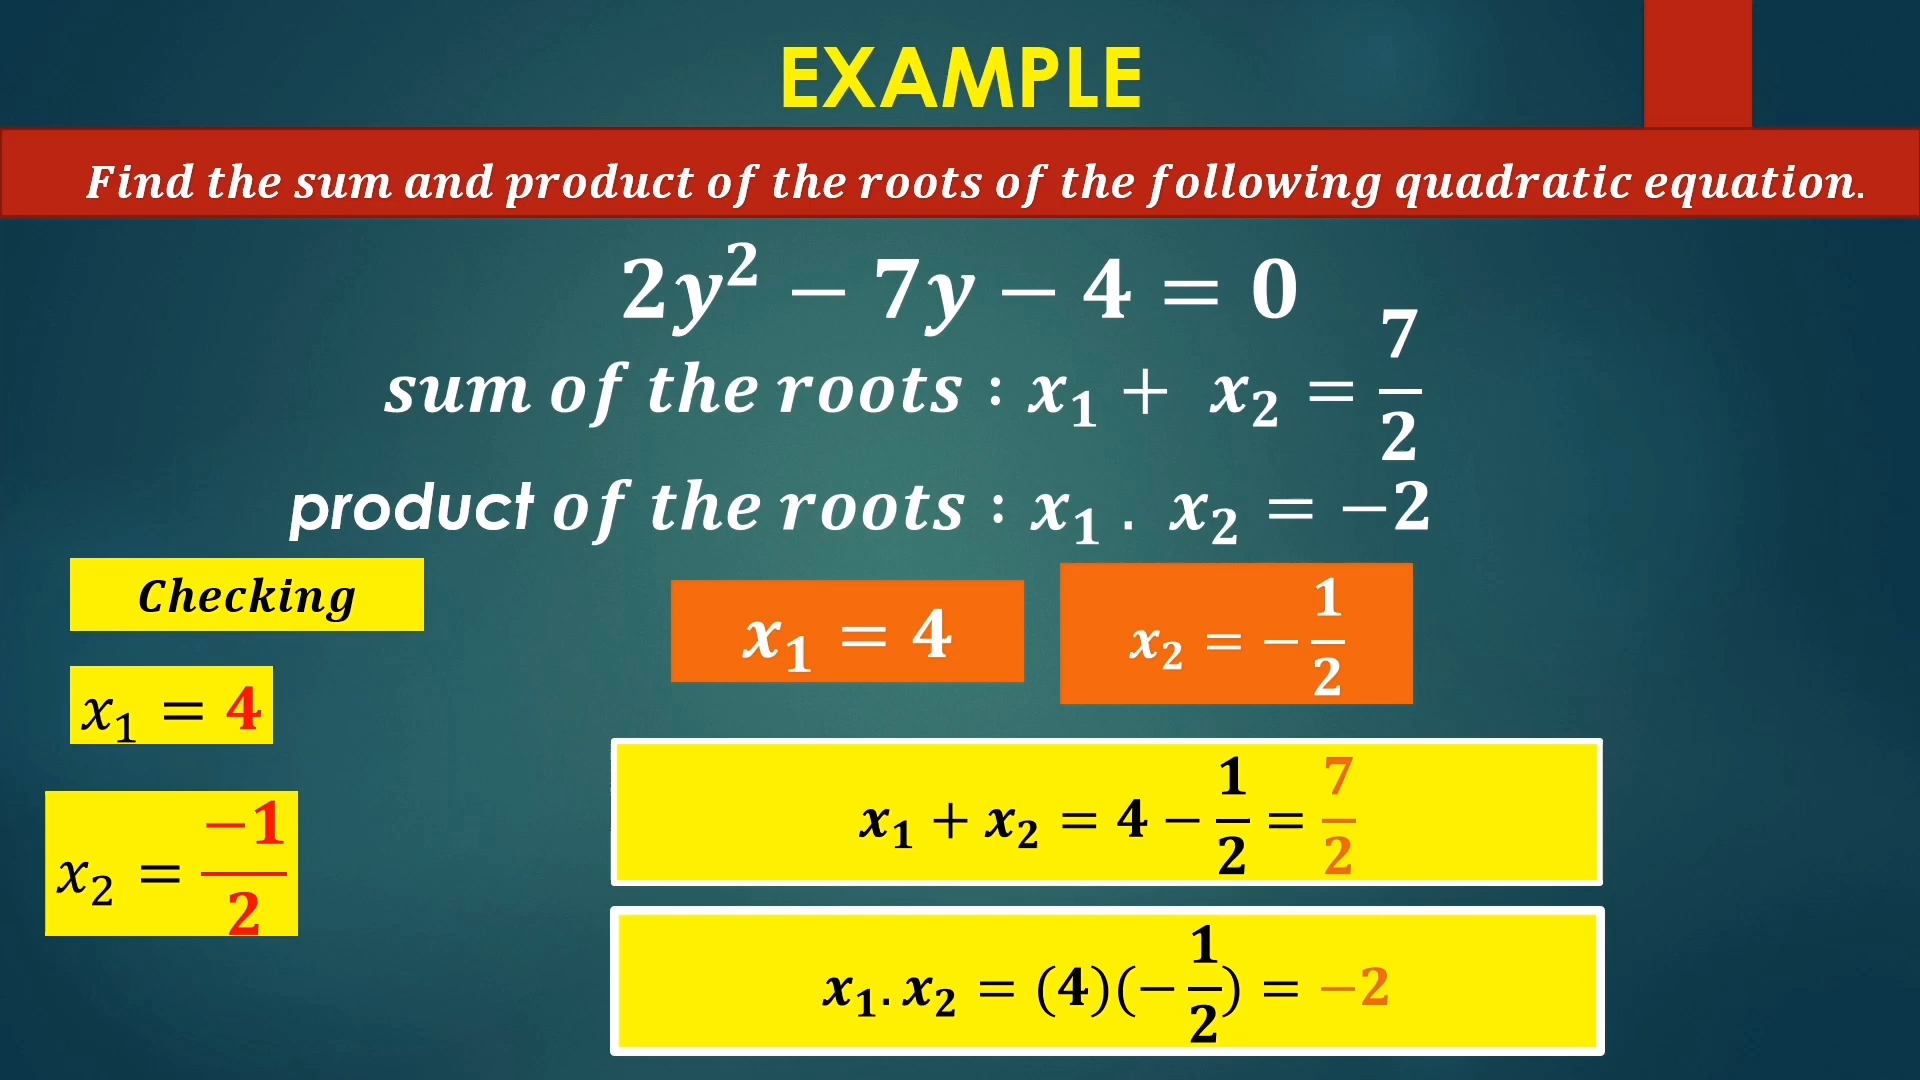 EXAMPLE
Find the sum and product of the roots of the following quadratic equation.
2y² − 7y − 4 = 0
sum of the roots : x₁ + x₂ = 7/2
product of the roots : x₁ . x₂ = −2
Checking
x₁ = 4
x₂ = −1/2
x₁ = 4
x₂ = −1/2
x₁ + x₂ = 4 − 1/2 = 7/2
x₁. x₂ = (4)(−1/2) = −2